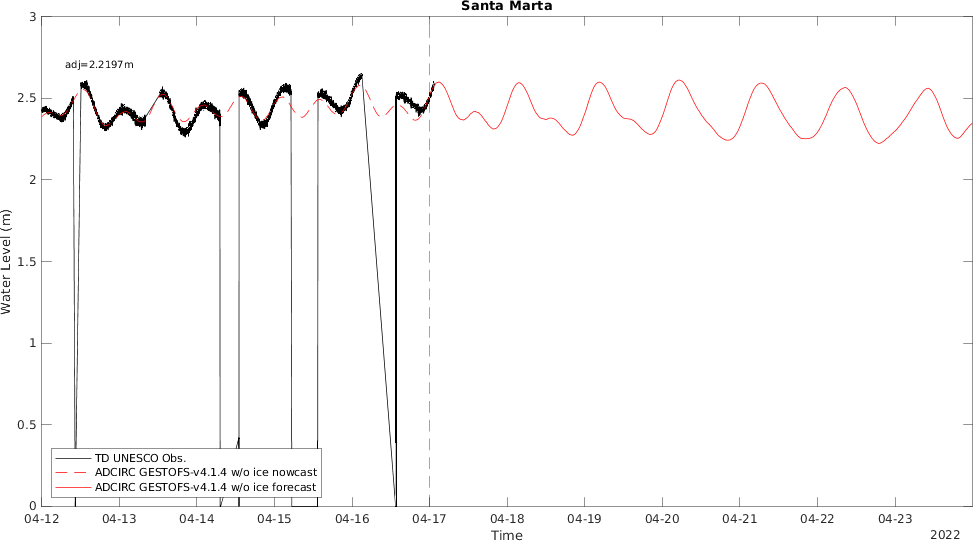 Santa Marta
adj=2.2197m
Water Level (m)
3
2.5
2
1.5
1
0.5
0
TD UNESCO Obs.
ADCIRC GESTOFS-v4.1.4 w/o ice nowcast
ADCIRC GESTOFS-v4.1.4 w/o ice forecast
04-12 04-13 04-14 04-15 04-16 04-17 04-18 04-19 04-20 04-21 04-22 04-23
Time
2022